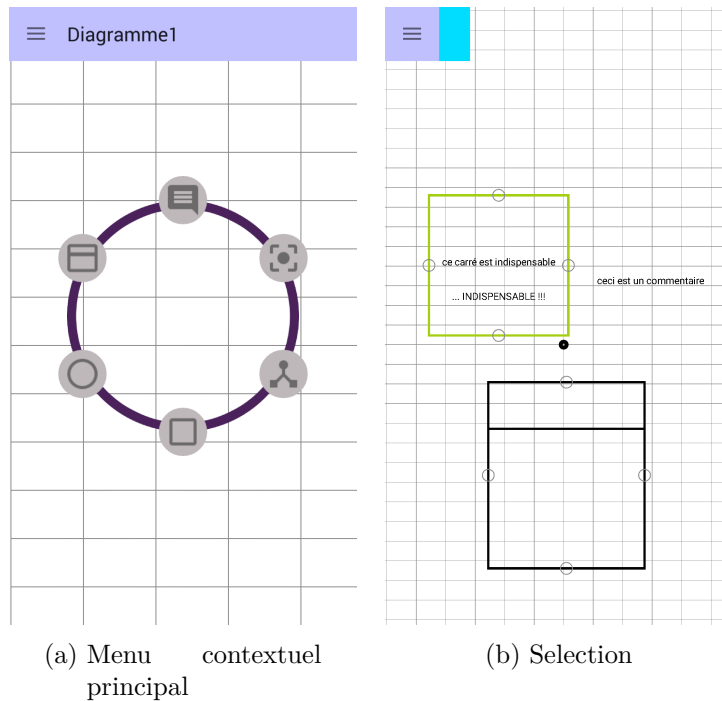 Diagramme1
ce carré est indispensable
... INDISPENSABLE !!!
ceci est un commentaire
(a) Menu contextuel
principal
(b) Selection